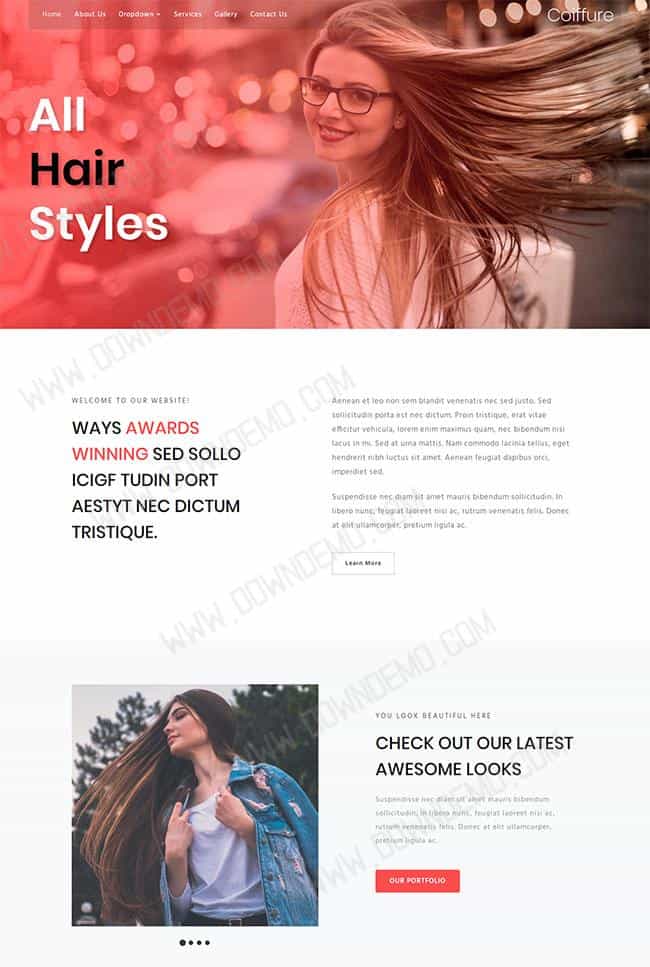 Home About Us Dropdown Services Gallery Contact Us
Coiffure
All
Hair
Styles
WELCOME TO OUR WEBSITE!
WAYS AWARDS
WINNING SED SOLLO
ICIGF TUDIN PORT
AESTYT NEC DICTUM
TRISTIQUE.
Aenean et leo non sem blandit venenatis nec sed justo. Sed
sollicitudin porta est nec dictum. Proin tristique, erat vitae
efficitur vehicula, lorem enim maximus quam, nec bibendum nisi
lacus in mi. Sed at urna mattis. Nam commodo lacinia tellus, eget
hendrerit nibh luctus sit amet. Aenean feugiat dapibus orci,
imperdiet sed.
Suspendisse nec diam sit amet mauris bibendum sollicitudin. In
libero nunc, feugiat laoreet nisi ac, rutrum venenatis felis. Donec
at elit ullamcorper, pretium ligula ac.
Learn More
YOU LOOK BEAUTIFUL HERE
CHECK OUT OUR LATEST
AWESOME LOOKS
Suspendisse nec diam sit amet mauris bibendum
sollicitudin. In libero nunc, feugiat laoreet nisi ac,
rutrum venenatis felis. Donec at elit ullamcorper,
pretium ligula ac.
OUR PORTFOLIO
WWW.DOWNDEMO.COM
WWW.DOWNDEMO.COM
WWW.DOWNDEMO.COM
WWW.DOWNDEMO.COM